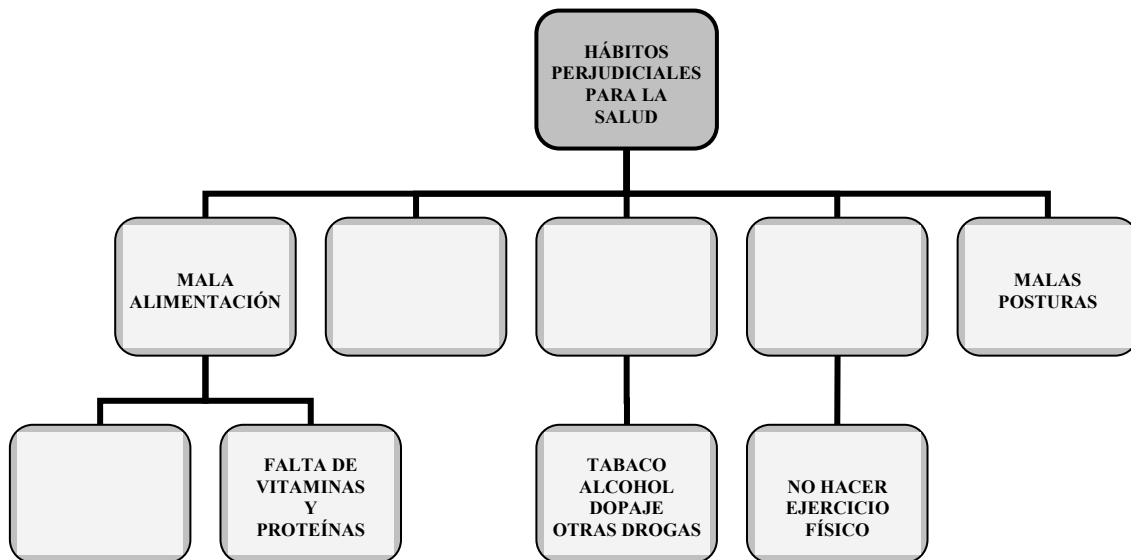 HÁBITOS
PERJUDICIALES
PARA LA
SALUD
MALA
ALIMENTACIÓN
MALAS
POSTURAS
FALTA DE
VITAMINAS
Y
PROTEÍNAS
TABACO
ALCOHOL
DOPAJE
OTRAS DROGAS
NO HACER
EJERCICIO
FÍSICO